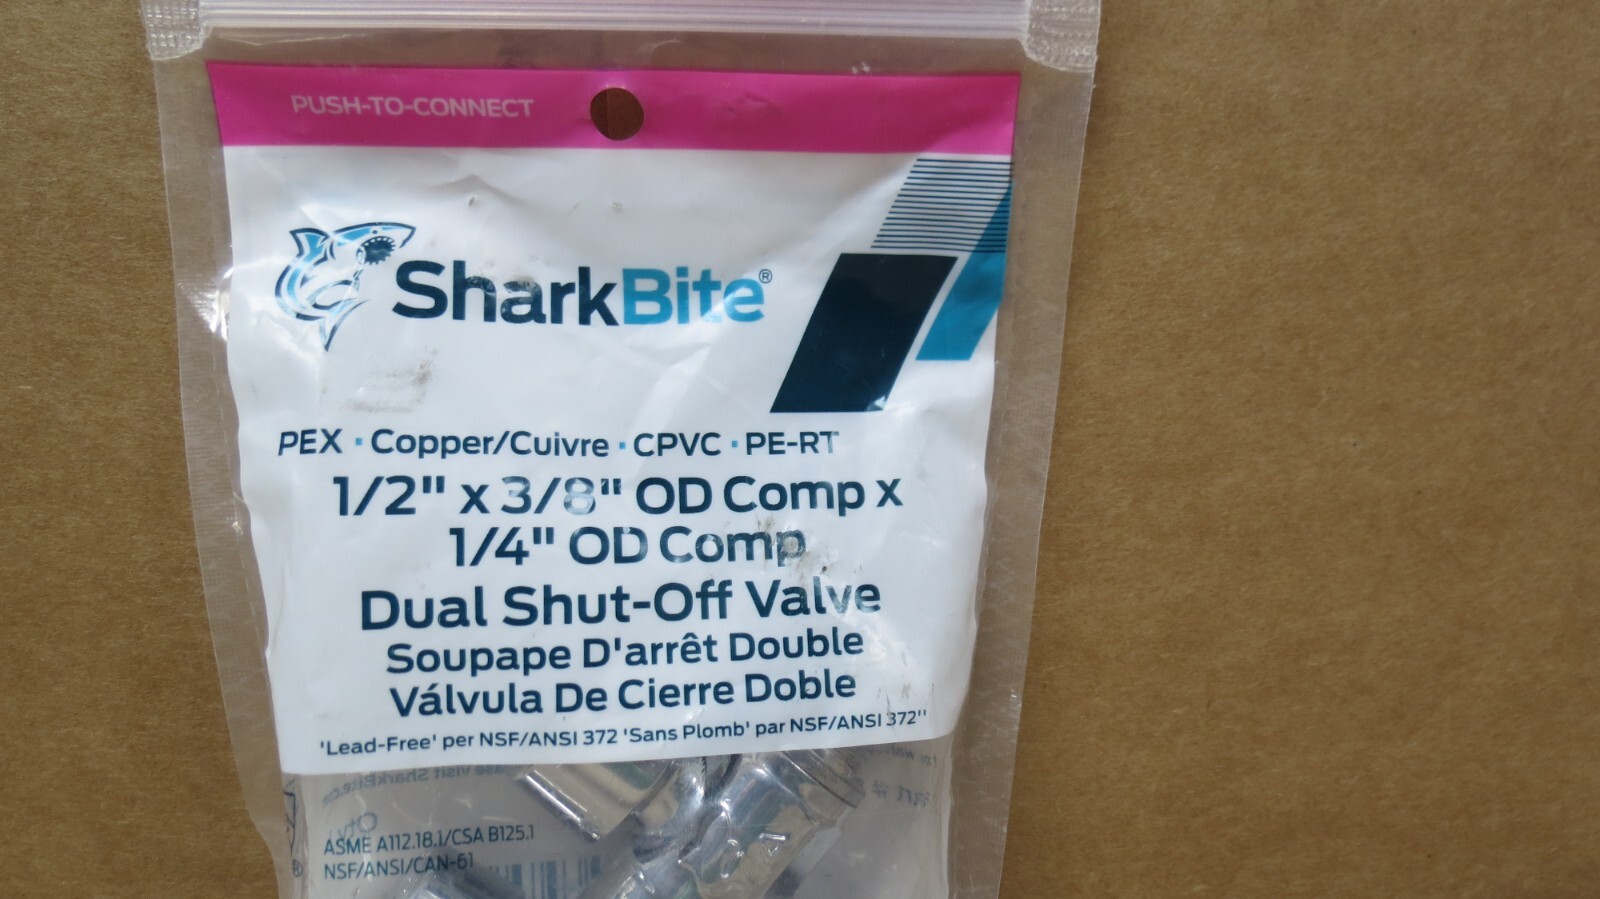 PUSH-TO-CONNECT
SharkBite®
PEX · Copper/Cuivre · CPVC · PE-RT
1/2" x 3/8" OD Comp x
1/4" OD Comp
Dual Shut-Off Valve
Soupape D'arrêt Double
Válvula De Cierre Doble
'Lead-Free' per NSF/ANSI 372 'Sans Plomb' par NSF/ANSI 372''
ASME A112.18.1/CSA B125.1
NSF/ANSI/CAN-61